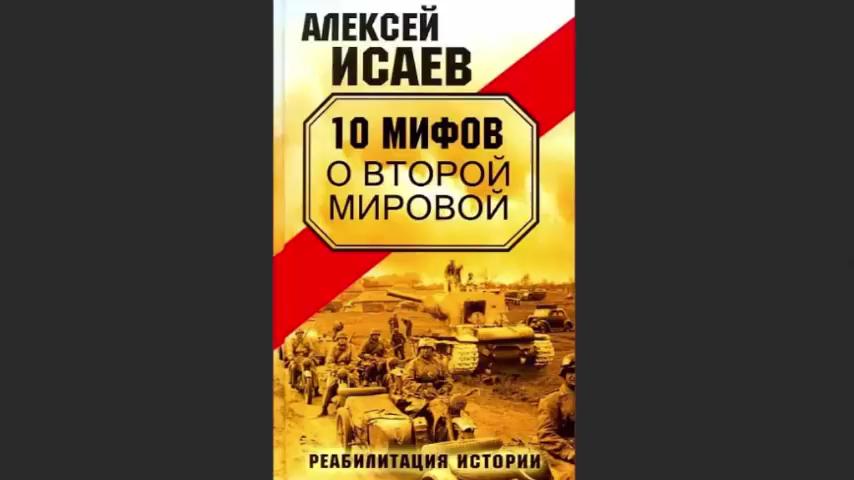 АЛЕКСЕЙ
ИСАЕВ
10 МИФОВ
О ВТОРОЙ
МИРОВОЙ
РЕАБИЛИТАЦИЯ ИСТОРИИ